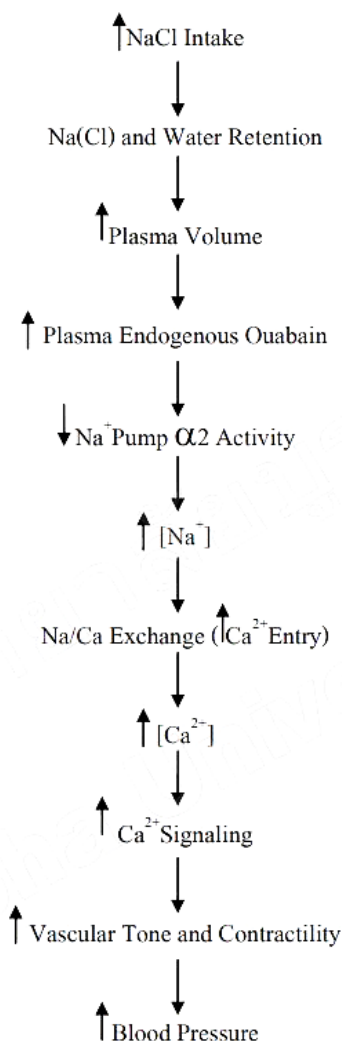 ↑NaCl Intake
Na(Cl) and Water Retention
↑Plasma Volume
↑ Plasma Endogenous Ouabain
↓Na⁺Pump α2 Activity
↑ [Na⁺]
Na/Ca Exchange (↑Ca²⁺Entry)
↑ [Ca²⁺]
↑ Ca²⁺Signaling
↑ Vascular Tone and Contractility
↑Blood Pressure